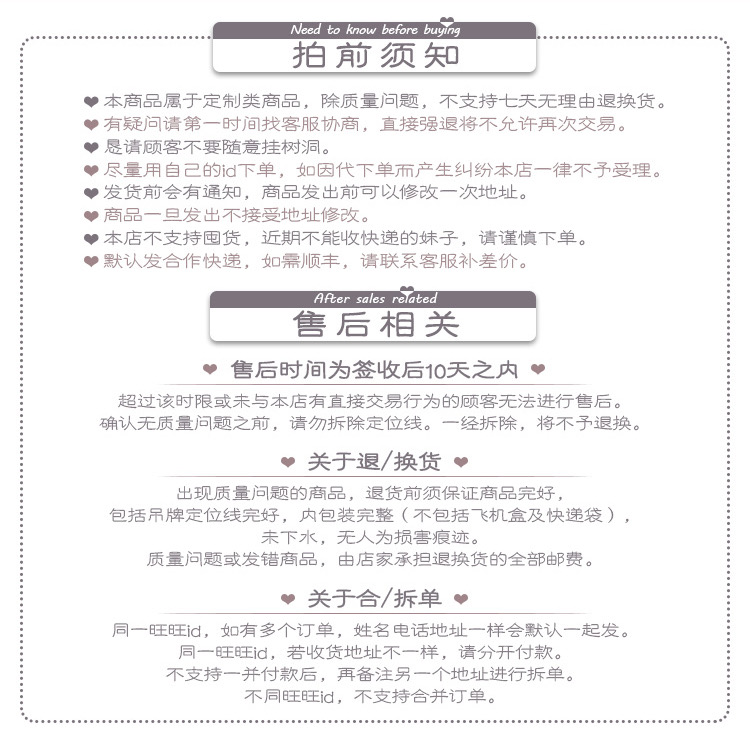 Need to know before buying
拍前须知
本商品属于定制类商品，除质量问题，不支持七天无理由退换货。
有疑问请第一时间找客服协商，直接强退将不允许再次交易。
恳请顾客不要随意挂树洞。
尽量用自己的id下单，如因代下单而产生纠纷本店一律不予受理。
发货前会有通知，商品发出前可以修改一次地址。
商品一旦发出不接受地址修改。
本店不支持囤货，近期不能收快递的妹子，请谨慎下单。
默认发合作快递，如需顺丰，请联系客服补差价。
After sales related
售后相关
售后时间为签收后10天之内
超过该时限或未与本店有直接交易行为的顾客无法进行售后。
确认无质量问题之前，请勿拆除定位线。一经拆除，将不予退换。
关于退/换货
出现质量问题的商品，退货前须保证商品完好，
包括吊牌定位线完好，内包装完整（不包括飞机盒及快递袋），
未下水，无人为损害痕迹。
质量问题或发错商品，由店家承担退换货的全部邮费。
关于合/拆单
同一旺旺id，如有多个订单，姓名电话地址一样会默认一起发。
同一旺旺id，若收货地址不一样，请分开付款。
不支持一并付款后，再备注另一个地址进行拆单。
不同旺旺id，不支持合并订单。